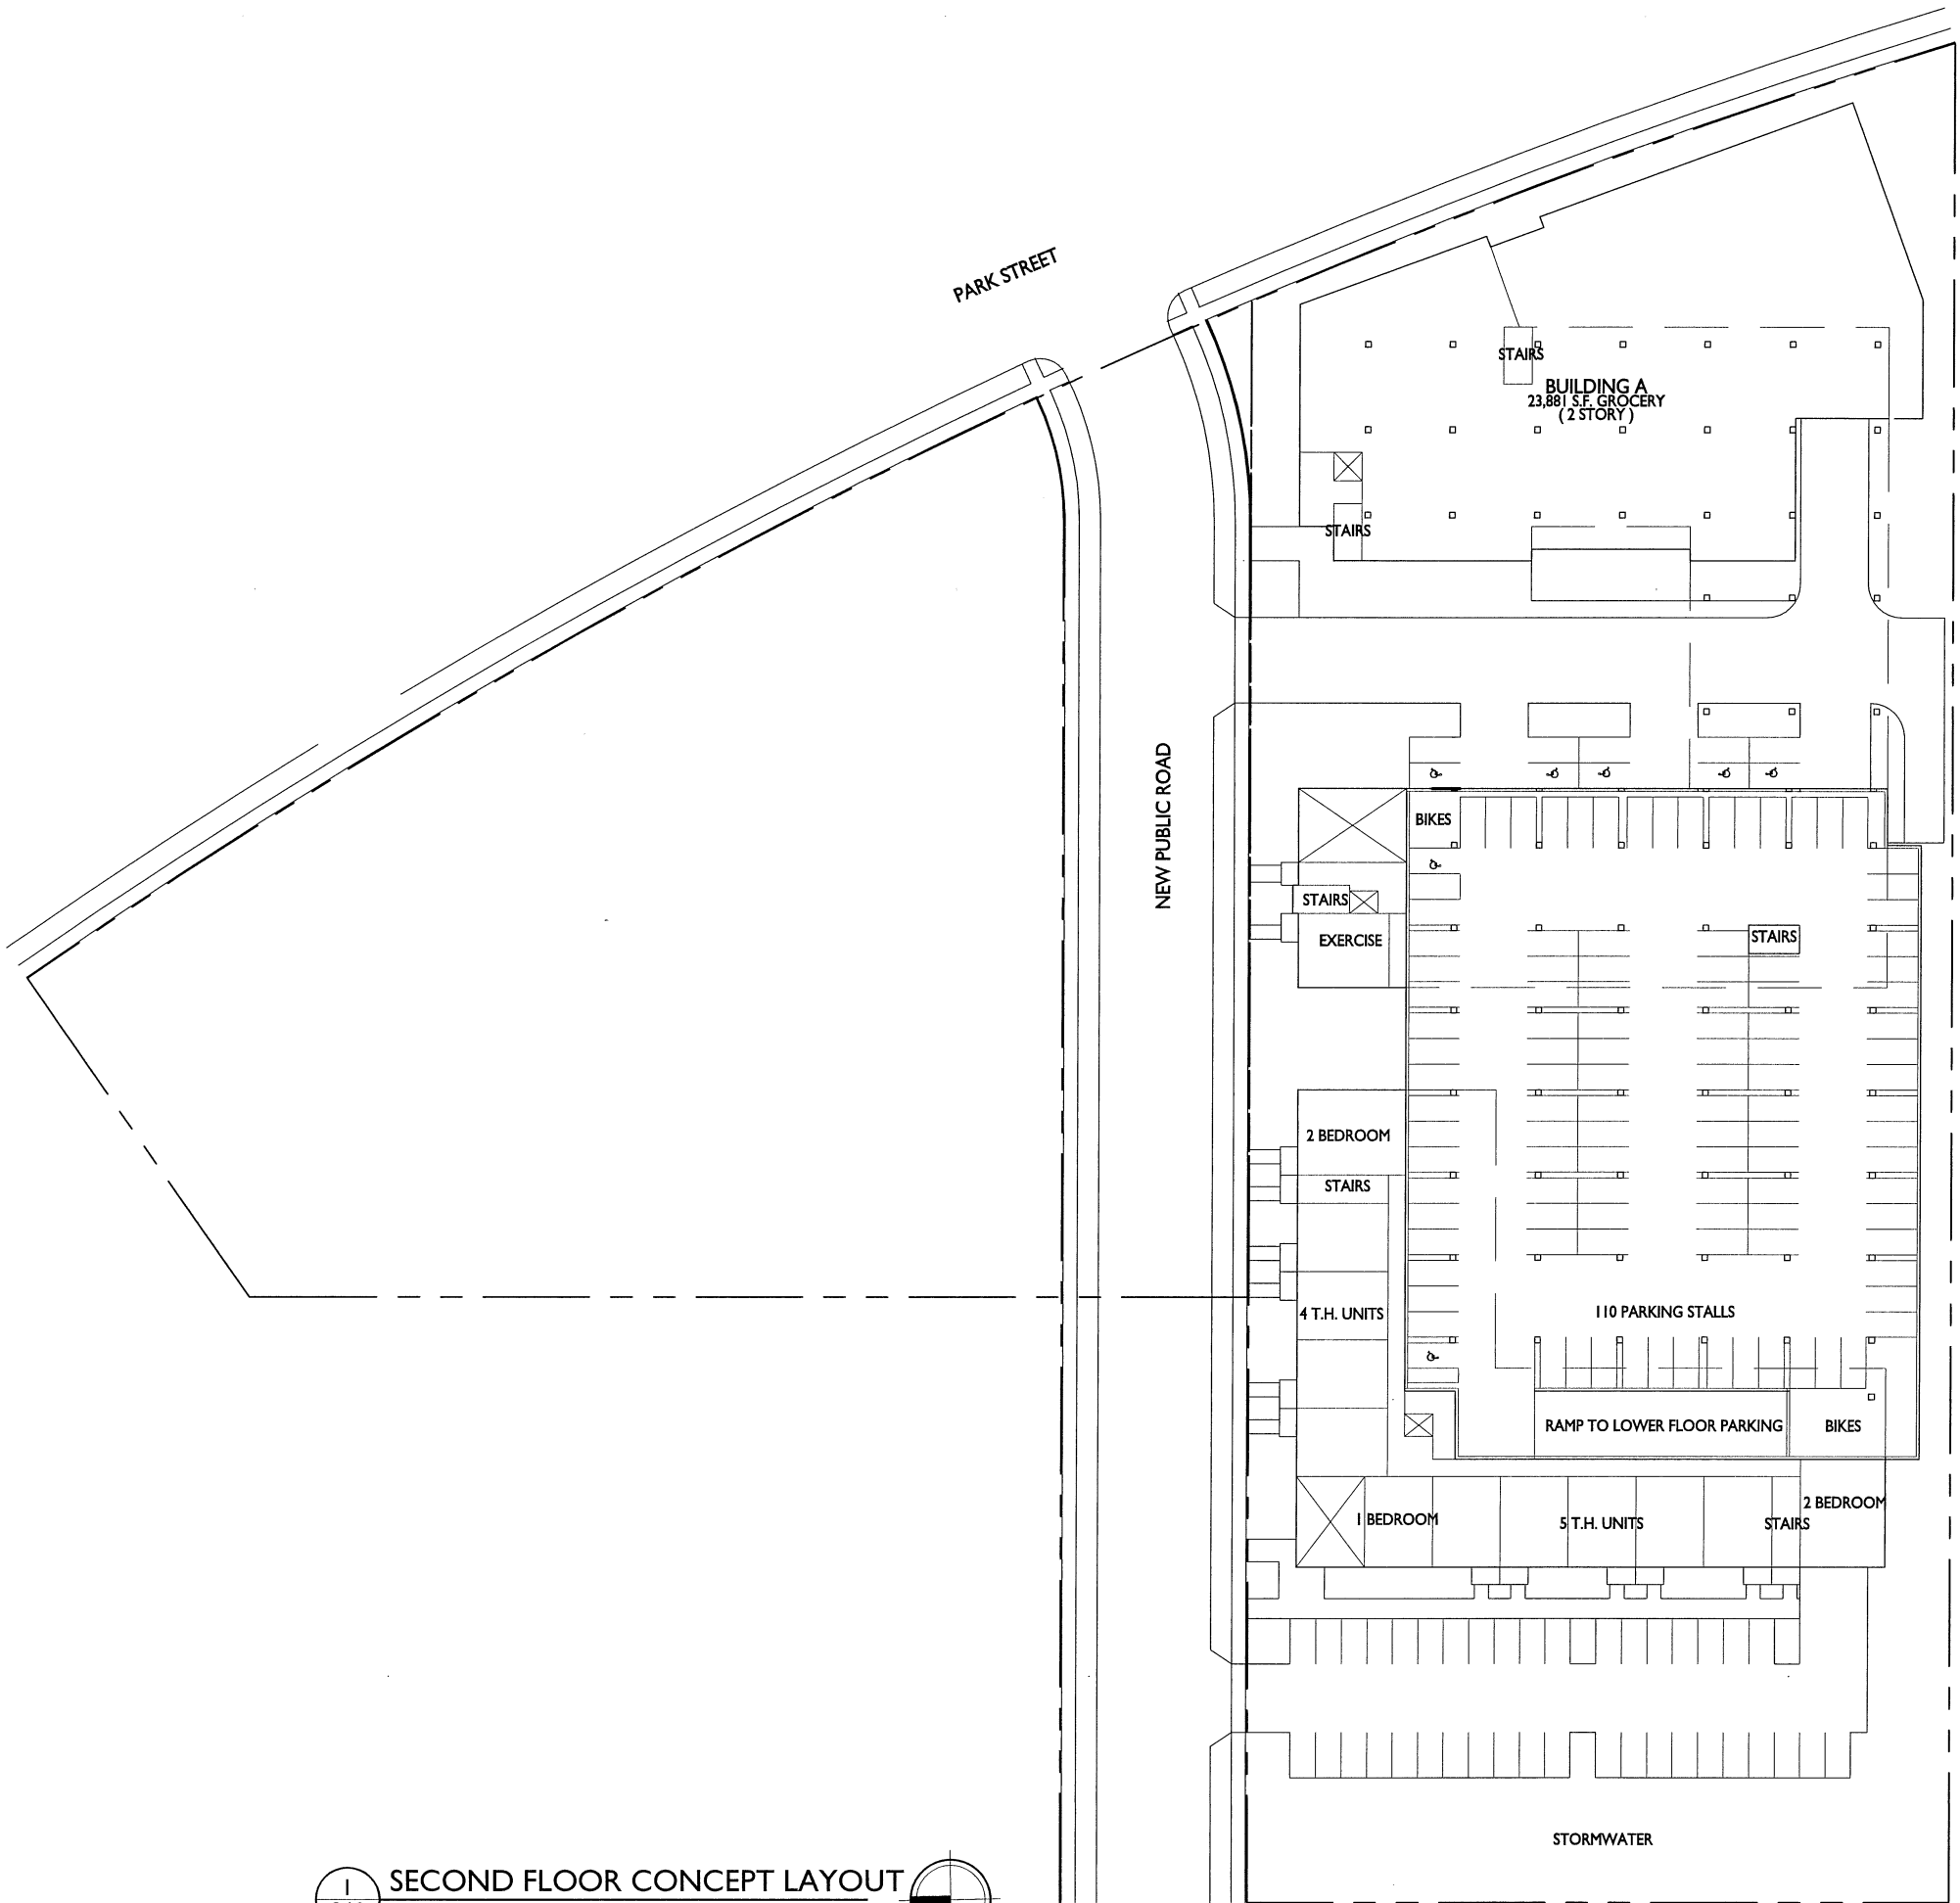 PARK STREET
STAIRS
BUILDING A
23,881 S.F. GROCERY
( 2 STORY )
STAIRS
NEW PUBLIC ROAD
BIKES
STAIRS
EXERCISE
STAIRS
2 BEDROOM
STAIRS
4 T.H. UNITS
110 PARKING STALLS
RAMP TO LOWER FLOOR PARKING
BIKES
1 BEDROOM
5 T.H. UNITS
STAIRS
2 BEDROOM
STORMWATER
1
SECOND FLOOR CONCEPT LAYOUT